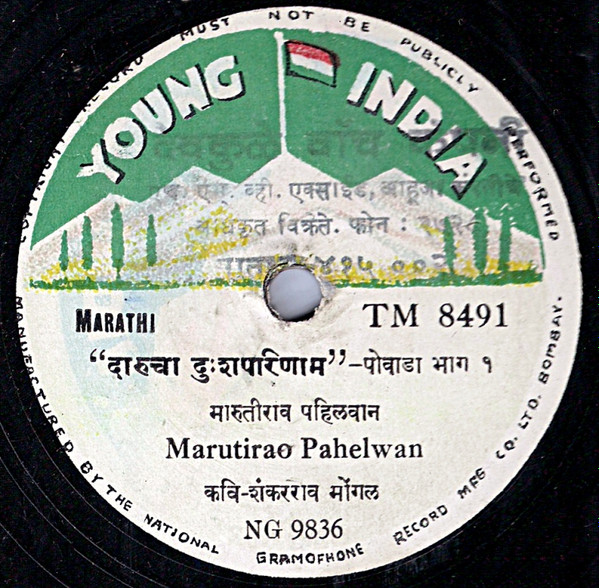 COPYRIGHT RECORD MUST NOT BE PUBLICLY PERFORMED
YOUNG INDIA
MARATHI
TM 8491
“दारुचा दुःशपारिणाम”-पोवाडा भाग १
मारुतीराव पहिलवान
Marutirao Pahelwan
कवि-शंकरराव मोंगल
NG 9836
MANUFACTURED BY THE NATIONAL GRAMOPHONE RECORD MFG CO. LTD. BOMBAY.